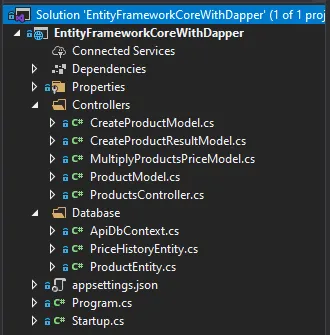 Solution 'EntityFrameworkCoreWithDapper' (1 of 1 proj
EntityFrameworkCoreWithDapper
Connected Services
Dependencies
Properties
Controllers
C# CreateProductModel.cs
C# CreateProductResultModel.cs
C# MultiplyProductsPriceModel.cs
C# ProductModel.cs
C# ProductsController.cs
Database
C# ApiDbContext.cs
C# PriceHistoryEntity.cs
C# ProductEntity.cs
appsettings.json
C# Program.cs
C# Startup.cs